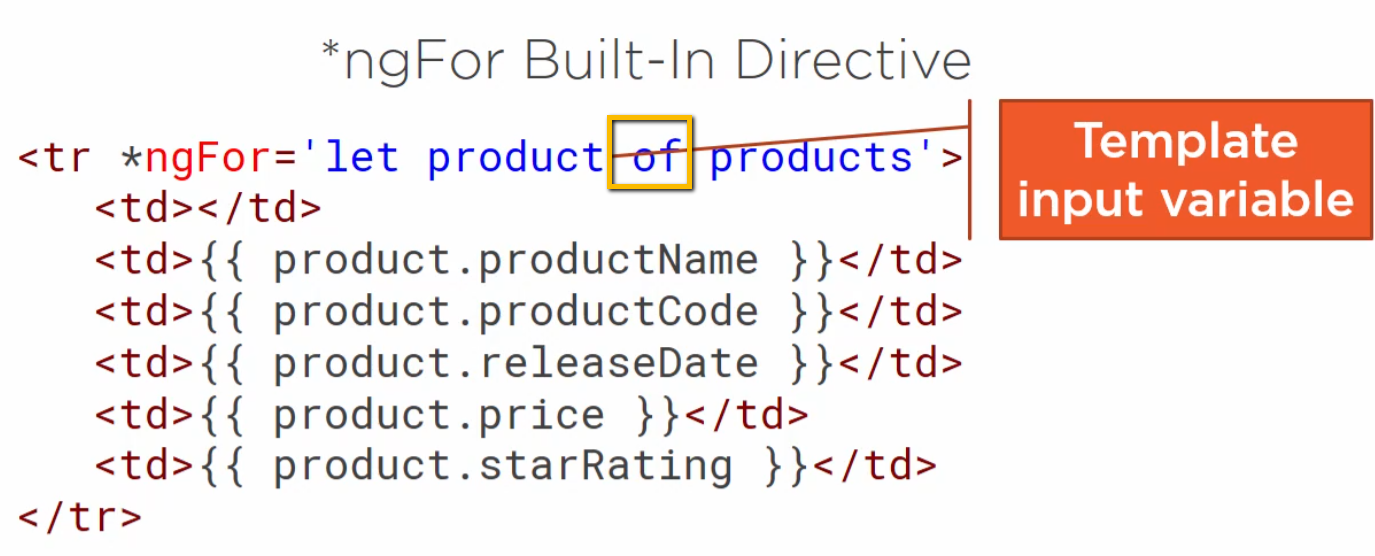 *ngFor Built-In Directive
<tr *ngFor='let product of products'>
<td></td>
<td>{{ product.productName }}</td>
<td>{{ product.productCode }}</td>
<td>{{ product.releaseDate }}</td>
<td>{{ product.price }}</td>
<td>{{ product.starRating }}</td>
</tr>
Template
input variable